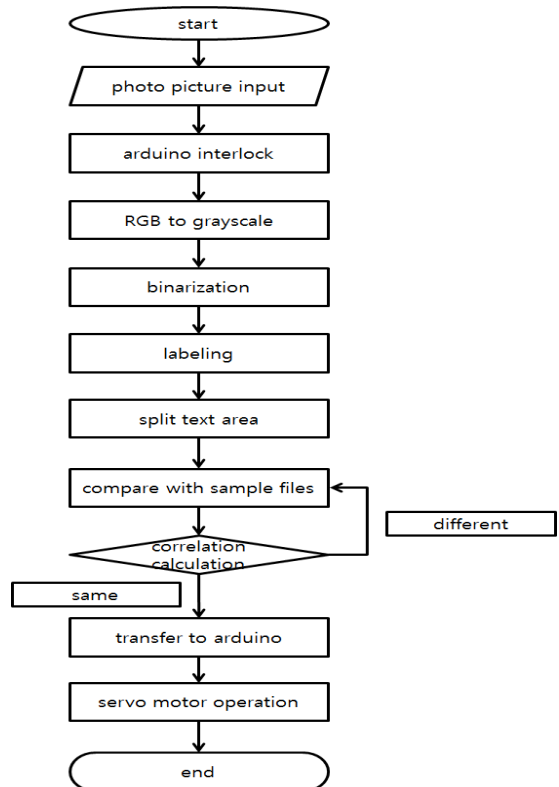 start
photo picture input
arduino interlock
RGB to grayscale
binarization
labeling
split text area
compare with sample files
different
correlation
calculation
same
transfer to arduino
servo motor operation
end